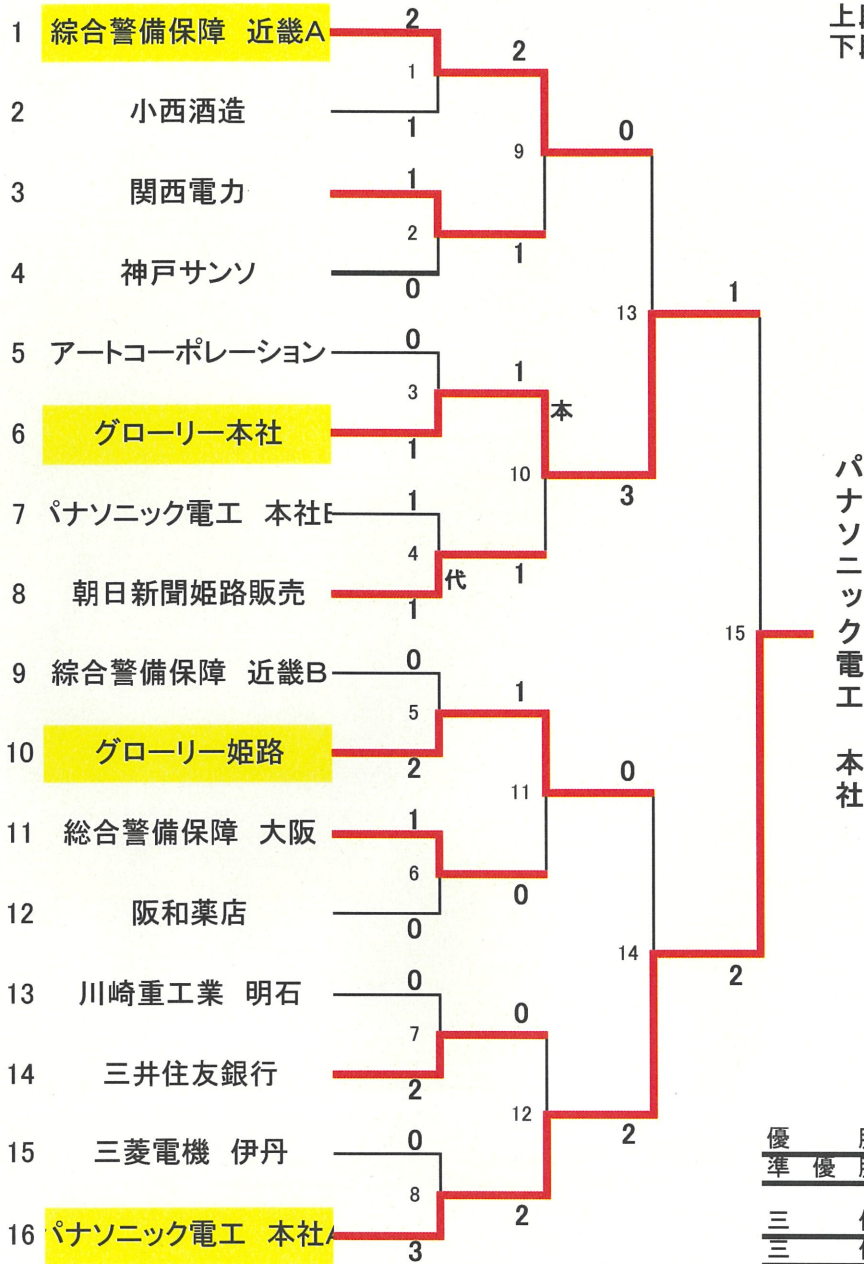 上
下
1 綜合警備保障 近畿A 2
1 2
2 小西酒造 1
9 0
3 関西電力 1
2 1
4 神戸サンソ 0
13 1
5 アートコーポレーション 0
3 1 本
6 グローリー本社 1
10 3
7 パナソニック電工 本社 1
4 代 1
8 朝日新聞姫路販売 1
15 パナソニック電工 本社
9 綜合警備保障 近畿B 0
5 1
10 グローリー姫路 2
11 0
11 総合警備保障 大阪 1
6 0
12 阪和薬店 0
14 2
13 川崎重工業 明石 0
7 0
14 三井住友銀行 2
12 2
15 三菱電機 伊丹 0
8 2
16 パナソニック電工 本社A 3
優
準 優
三
三